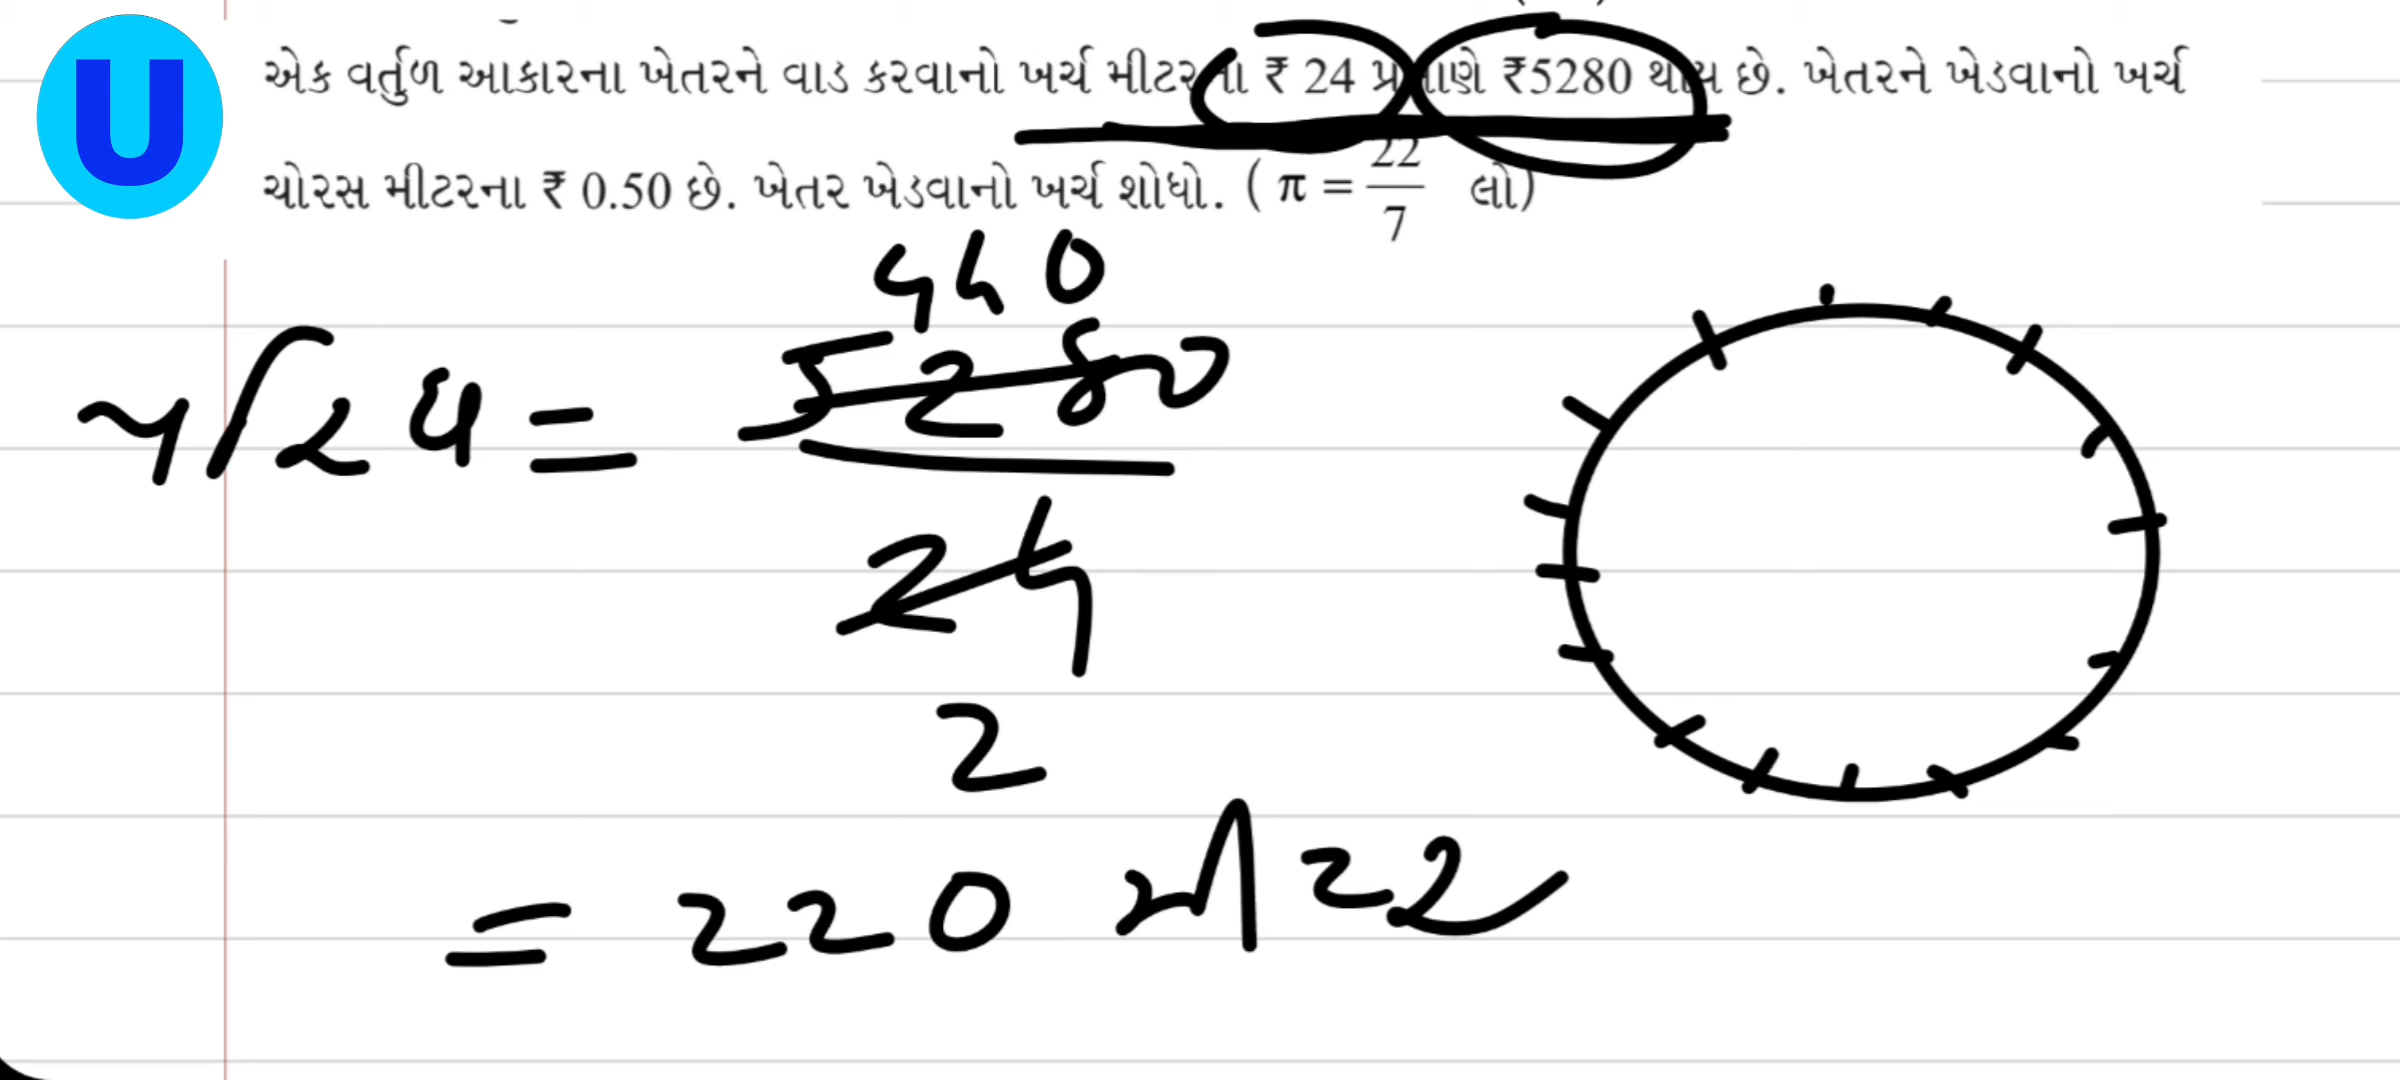 U
એક વર્તુળ આકારના ખેતરને વાડ કરવાનો ખર્ચ મીટરના ₹ 24 પ્રમાણે ₹5280 થાય છે. ખેતરને ખેડવાનો ખર્ચ
ચોરસ મીટરના ₹ 0.50 છે. ખેતર ખેડવાનો ખર્ચ શોધો. ( π = 22/7 લો)
440
= 5280
24
2
= 220 મીટર